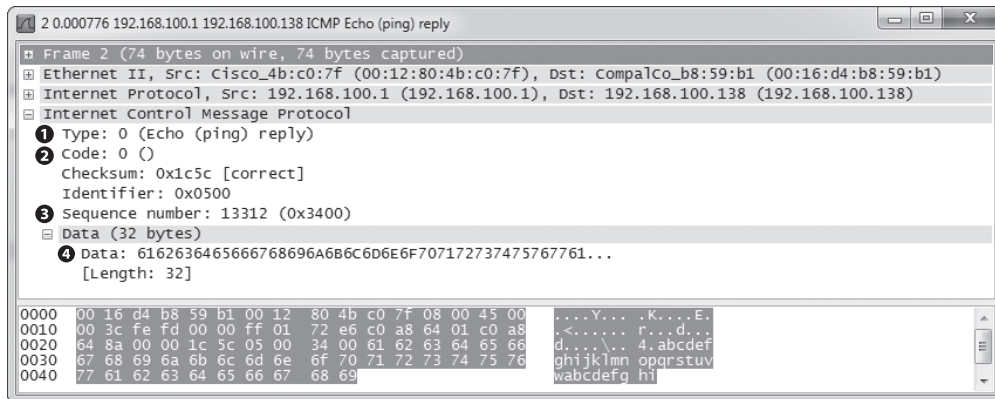 2 0.000776 192.168.100.1 192.168.100.138 ICMP Echo (ping) reply
Frame 2 (74 bytes on wire, 74 bytes captured)
Ethernet II, Src: Cisco_4b:c0:7f (00:12:80:4b:c0:7f), Dst: CompalCo_b8:59:b1 (00:16:d4:b8:59:b1)
Internet Protocol, Src: 192.168.100.1 (192.168.100.1), Dst: 192.168.100.138 (192.168.100.138)
Internet Control Message Protocol
❶ Type: 0 (Echo (ping) reply)
❷ Code: 0 ()
Checksum: 0x1c5c [correct]
Identifier: 0x0500
❸ Sequence number: 13312 (0x3400)
Data (32 bytes)
❹ Data: 6162636465666768696A6B6C6D6E6F707172737475767761...
[Length: 32]
0000 00 16 d4 b8 59 b1 00 12 80 4b c0 7f 08 00 45 00 ....Y... .K....E.
0010 00 3c fe fd 00 00 ff 01 72 e6 c0 a8 64 01 c0 a8 .<...... r...d...
0020 64 8a 00 00 1c 5c 05 00 34 00 61 62 63 64 65 66 d....\.. 4.abcdef
0030 67 68 69 6a 6b 6c 6d 6e 6f 70 71 72 73 74 75 76 ghijklmn opqrstuv
0040 77 61 62 63 64 65 66 67 68 69 wabcdefg hi